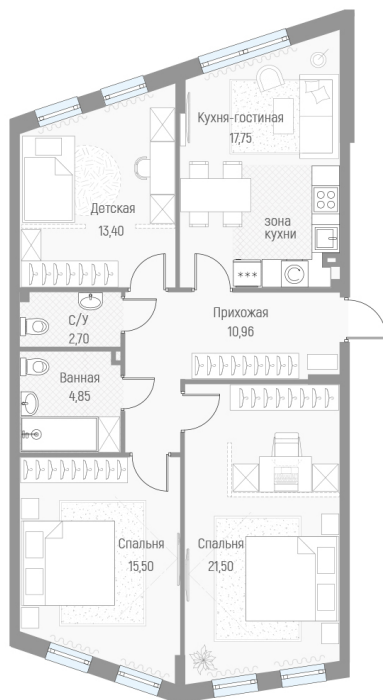 Кухня-гостиная
17,75
Детская
13,40
зона
кухни
***
С/У
2,70
Прихожая
10,96
Ванная
4,85
Спальня
15,50
Спальня
21,50